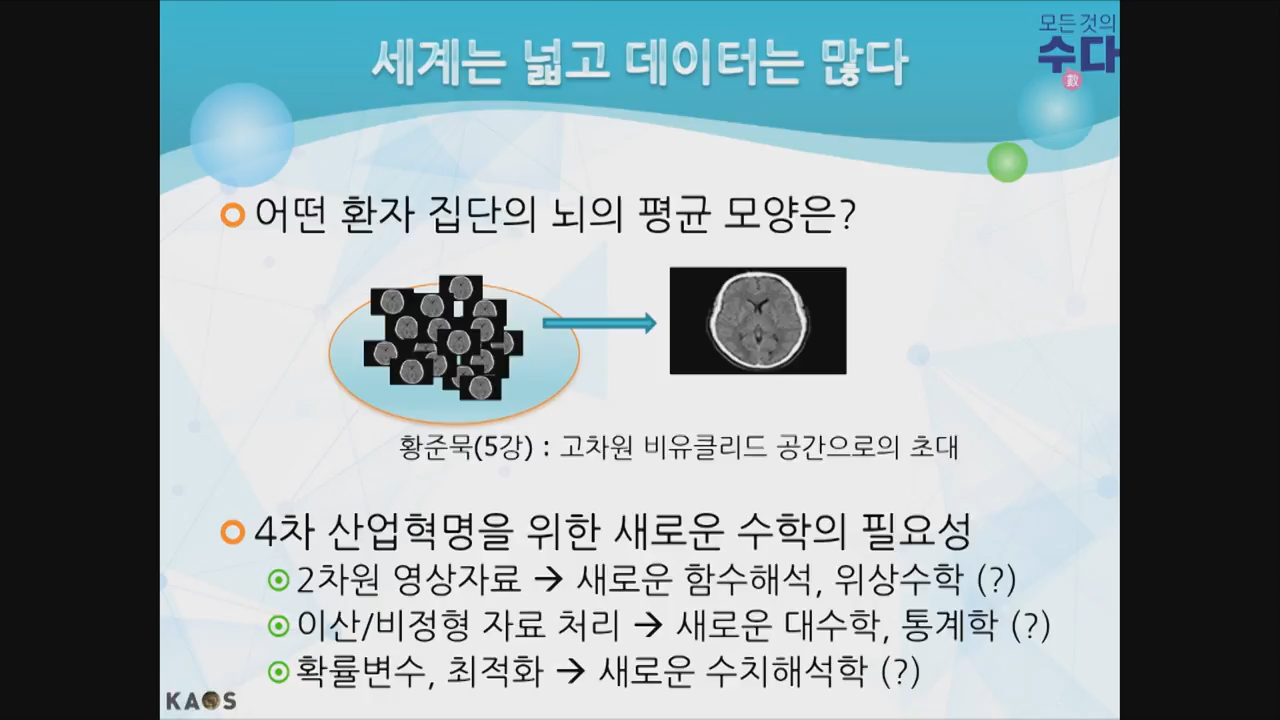 모든 것의
수다
數
세계는 넓고 데이터는 많다
어떤 환자 집단의 뇌의 평균 모양은?
황준묵(5강) : 고차원 비유클리드 공간으로의 초대
4차 산업혁명을 위한 새로운 수학의 필요성
2차원 영상자료 → 새로운 함수해석, 위상수학 (?)
이산/비정형 자료 처리 → 새로운 대수학, 통계학 (?)
확률변수, 최적화 → 새로운 수치해석학 (?)
KAOS